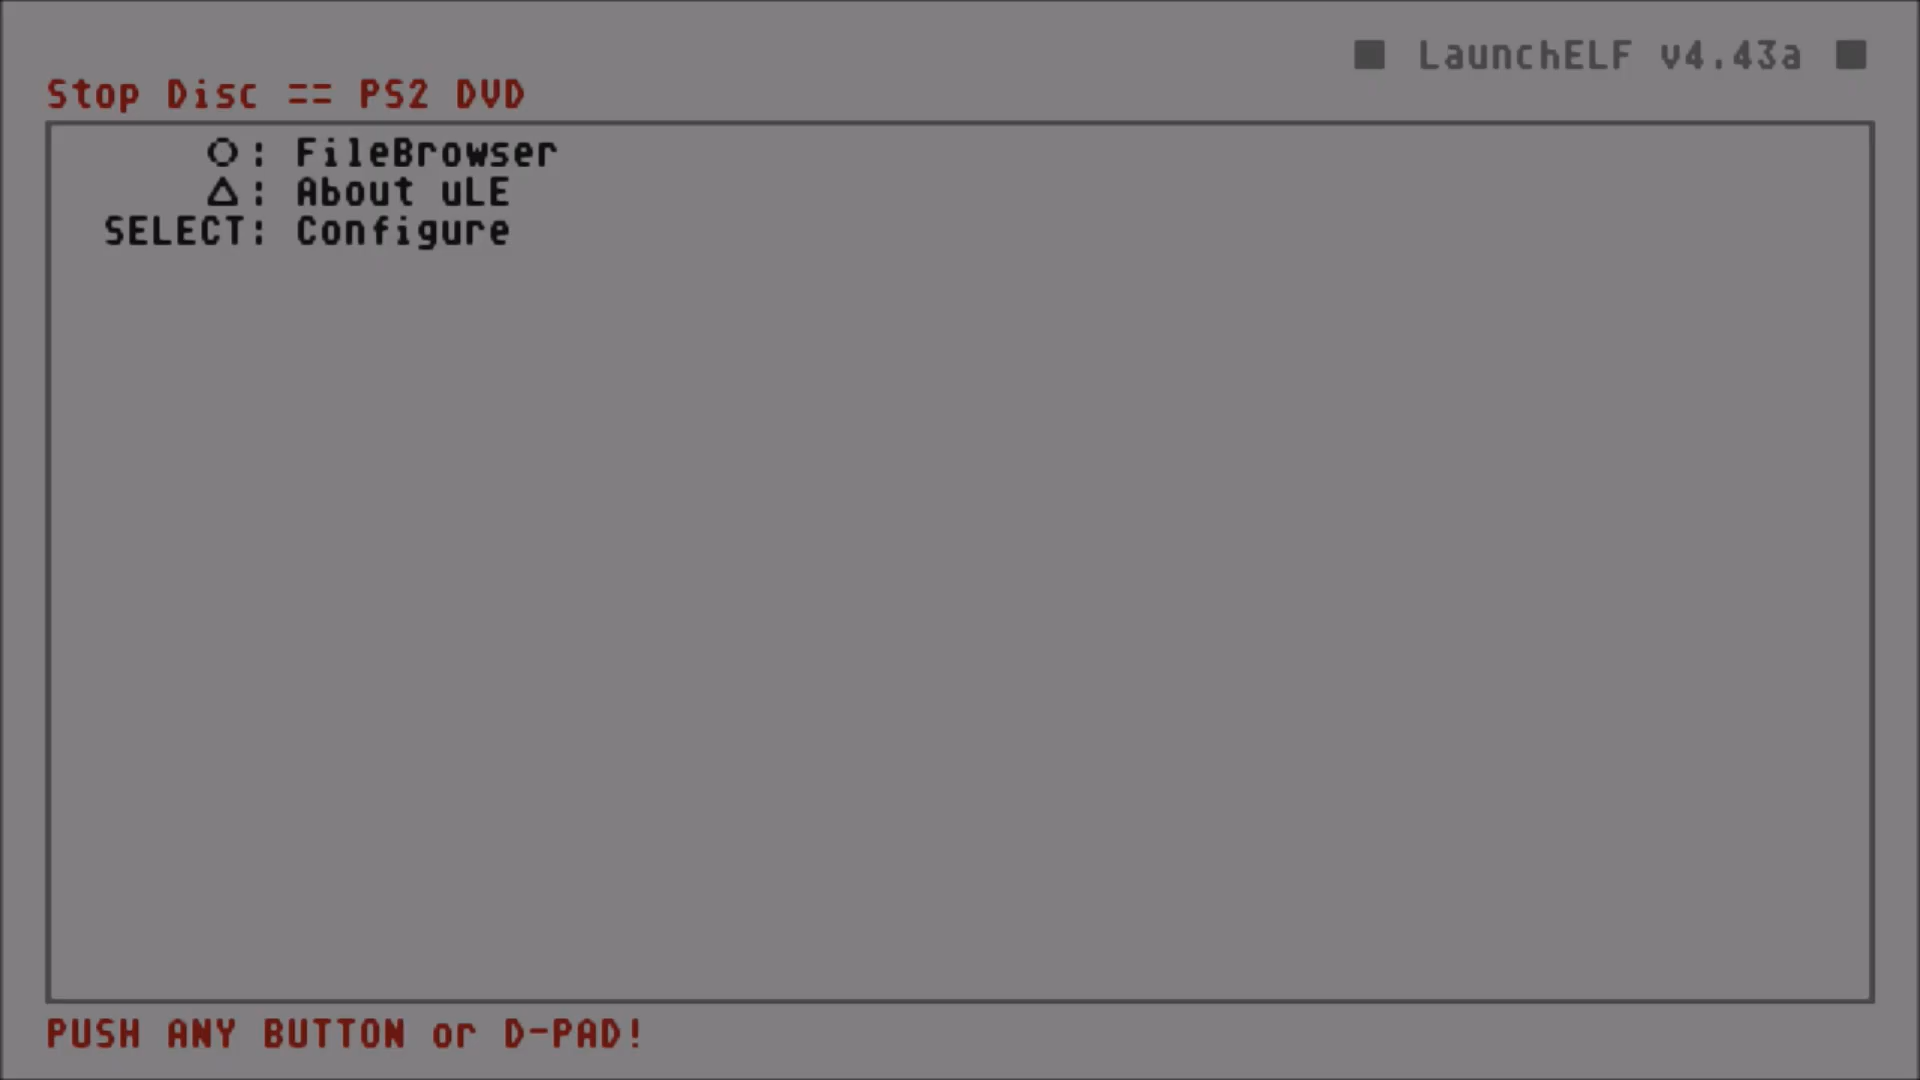 ■ LaunchELF v4.43a ■
Stop Disc == PS2 DVD
○: FileBrowser
△: About uLE
SELECT: Configure
PUSH ANY BUTTON or D-PAD!